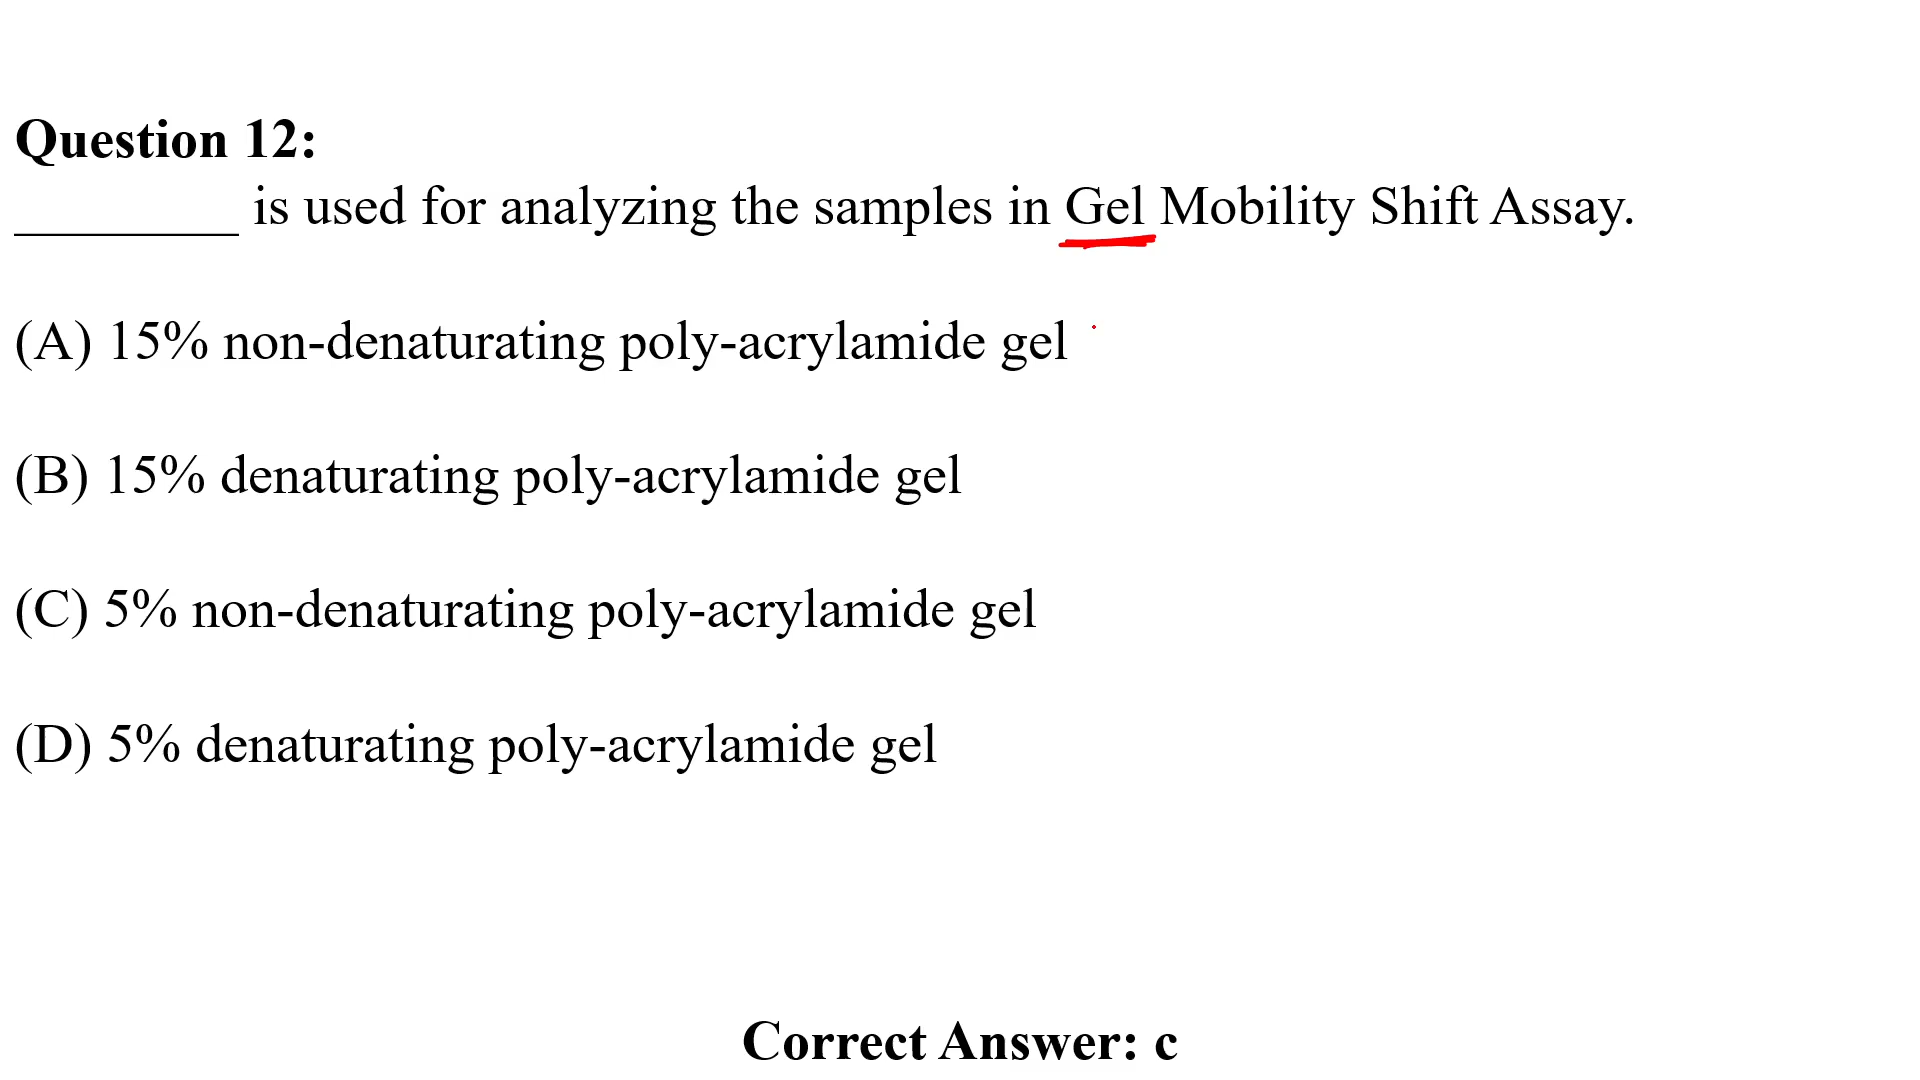 Question 12:
________ is used for analyzing the samples in Gel Mobility Shift Assay.
(A) 15% non-denaturating poly-acrylamide gel
(B) 15% denaturating poly-acrylamide gel
(C) 5% non-denaturating poly-acrylamide gel
(D) 5% denaturating poly-acrylamide gel
Correct Answer: c